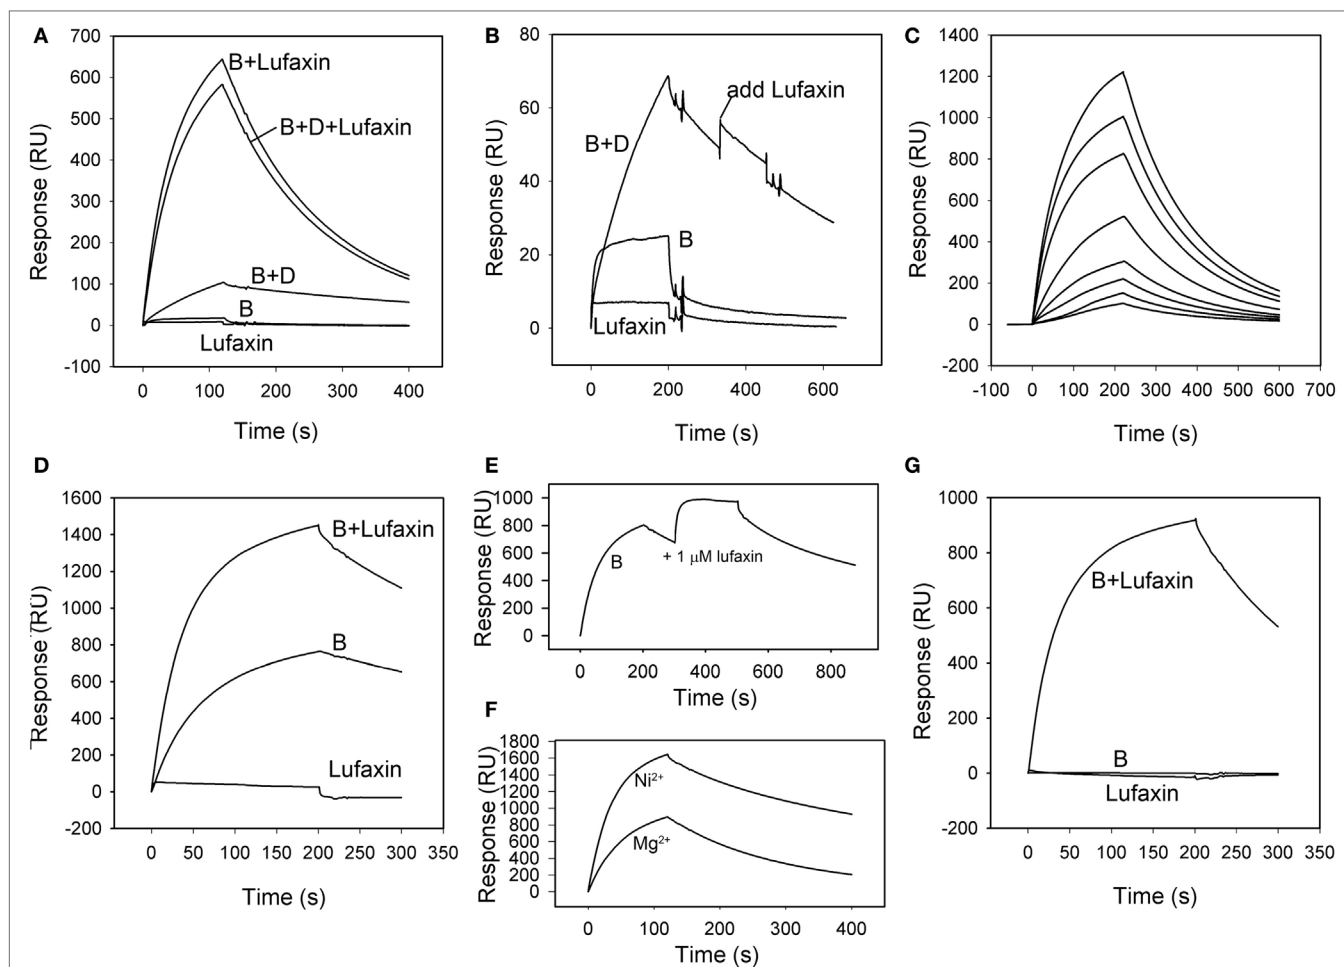 A
700
600
500
400
300
200
100
0
-100
Response (RU)
B+Lufaxin
B+D+Lufaxin
B+D
B
Lufaxin
0 100 200 300 400
Time (s)
B
80
60
40
20
0
Response (RU)
add Lufaxin
B+D
B
Lufaxin
0 200 400 600
Time (s)
C
1400
1200
1000
800
600
400
200
0
-200
Response (RU)
-100 0 100 200 300 400 500 600 700
Time (s)
D
1600
1400
1200
1000
800
600
400
200
0
-200
Response (RU)
B+Lufaxin
B
Lufaxin
0 50 100 150 200 250 300 350
Time (s)
E
1000
800
600
400
200
0
Response (RU)
B
+ 1 µM lufaxin
0 200 400 600 800
Time (s)
F
1800
1600
1400
1200
1000
800
600
400
200
0
Response (RU)
Ni²⁺
Mg²⁺
0 100 200 300 400
Time (s)
G
1000
800
600
400
200
0
-200
Response (RU)
B+Lufaxin
B
Lufaxin
0 50 100 150 200 250 300 350
Time (s)